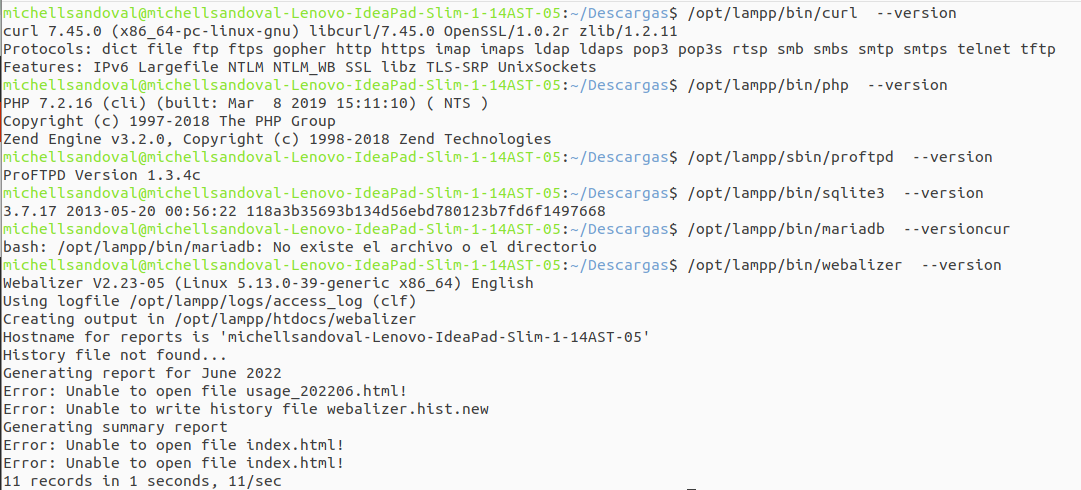 michellsandoval@michellsandoval-Lenovo-IdeaPad-Slim-1-14AST-05:~/Descargas$ /opt/lampp/bin/curl  --version
curl 7.45.0 (x86_64-pc-linux-gnu) libcurl/7.45.0 OpenSSL/1.0.2r zlib/1.2.11
Protocols: dict file ftp ftps gopher http https imap imaps ldap ldaps pop3 pop3s rtsp smb smbs smtp smtps telnet tftp
Features: IPv6 Largefile NTLM NTLM_WB SSL libz TLS-SRP UnixSockets
michellsandoval@michellsandoval-Lenovo-IdeaPad-Slim-1-14AST-05:~/Descargas$ /opt/lampp/bin/php  --version
PHP 7.2.16 (cli) (built: Mar  8 2019 15:11:10) ( NTS )
Copyright (c) 1997-2018 The PHP Group
Zend Engine v3.2.0, Copyright (c) 1998-2018 Zend Technologies
michellsandoval@michellsandoval-Lenovo-IdeaPad-Slim-1-14AST-05:~/Descargas$ /opt/lampp/sbin/proftpd  --version
ProFTPD Version 1.3.4c
michellsandoval@michellsandoval-Lenovo-IdeaPad-Slim-1-14AST-05:~/Descargas$ /opt/lampp/bin/sqlite3  --version
3.7.17 2013-05-20 00:56:22 118a3b35693b134d56ebd780123b7fd6f1497668
michellsandoval@michellsandoval-Lenovo-IdeaPad-Slim-1-14AST-05:~/Descargas$ /opt/lampp/bin/mariadb  --versioncur
bash: /opt/lampp/bin/mariadb: No existe el archivo o el directorio
michellsandoval@michellsandoval-Lenovo-IdeaPad-Slim-1-14AST-05:~/Descargas$ /opt/lampp/bin/webalizer  --version
Webalizer V2.23-05 (Linux 5.13.0-39-generic x86_64) English
Using logfile /opt/lampp/logs/access_log (clf)
Creating output in /opt/lampp/htdocs/webalizer
Hostname for reports is 'michellsandoval-Lenovo-IdeaPad-Slim-1-14AST-05'
History file not found...
Generating report for June 2022
Error: Unable to open file usage_202206.html!
Error: Unable to write history file webalizer.hist.new
Generating summary report
Error: Unable to open file index.html!
Error: Unable to open file index.html!
11 records in 1 seconds, 11/sec